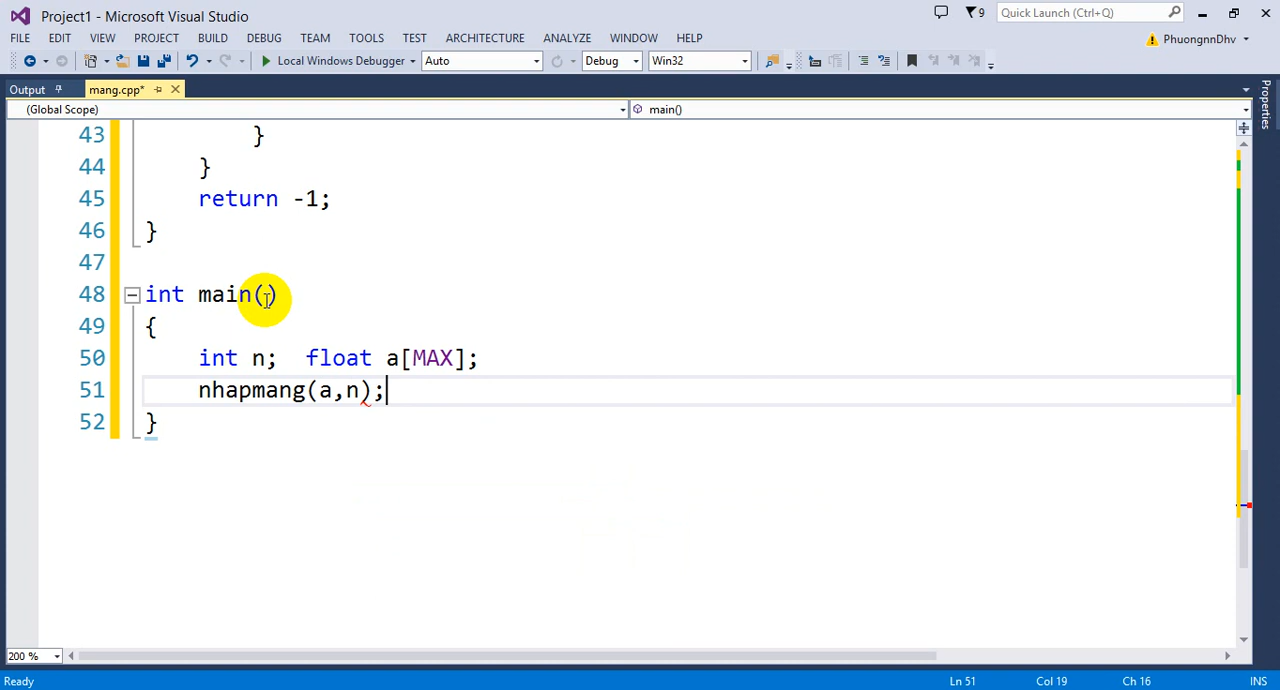 Project1 - Microsoft Visual Studio
9
Quick Launch (Ctrl+Q)
FILE EDIT VIEW PROJECT BUILD DEBUG TEAM TOOLS TEST ARCHITECTURE ANALYZE WINDOW HELP
PhuongnnDhv
Local Windows Debugger Auto Debug Win32
Output mang.cpp*
(Global Scope) main()
Properties
43 }
44 }
45 return -1;
46 }
47
48 int main()
49 {
50 int n; float a[MAX];
51 nhapmang(a,n);
52 }
200 %
Ready Ln 51 Col 19 Ch 16 INS